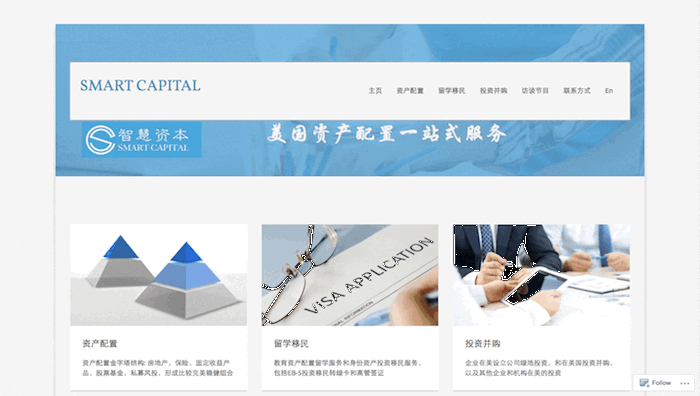 SMART CAPITAL
主页 资产配置 留学移民 投资并购 访谈节目 联系方式 En
智慧资本
SMART CAPITAL
美国资产配置一站式服务
VISA APPLICATION
资产配置
资产配置金字塔结构: 房地产，保险，固定收益产
品，股票基金，私募风投，形成比较完美稳健组合
留学移民
教育资产配置留学服务和身份资产投资移民服务，
包括EB-5投资移民转绿卡和高管签证
投资并购
企业在美设立公司绿地投资，和在美国投资并购，
以及其他企业和机构在美的投资
Follow